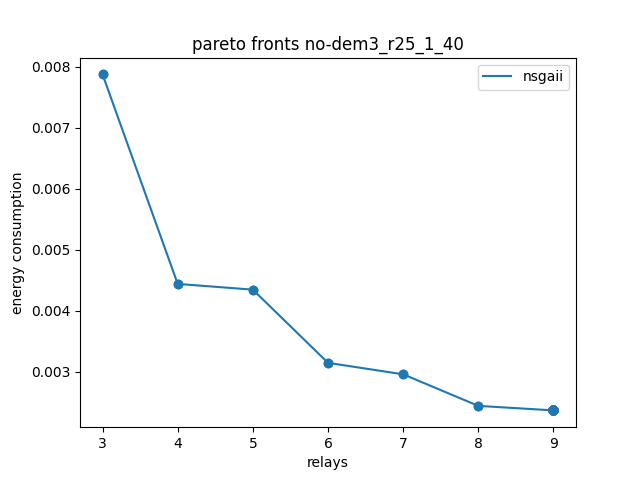 pareto fronts no-dem3_r25_1_40
nsgaii
0.008
0.007
0.006
0.005
0.004
0.003
energy consumption
3 4 5 6 7 8 9
relays